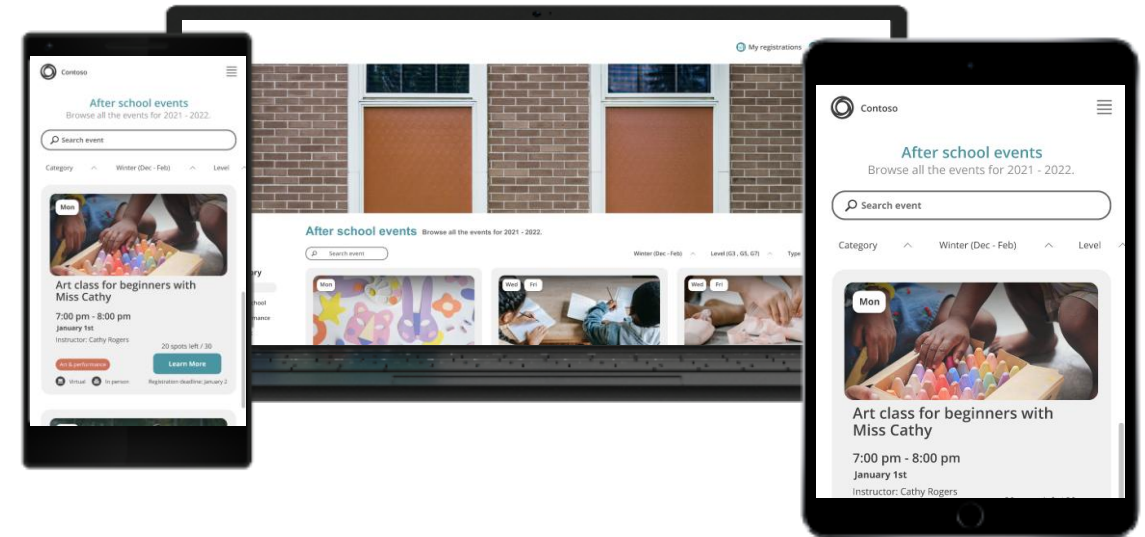 Contoso
After school events
Browse all the events for 2021 - 2022.
Search event
Category Winter (Dec - Feb) Level
Mon
Art class for beginners with
Miss Cathy
7:00 pm - 8:00 pm
January 1st
Instructor: Cathy Rogers
20 spots left / 30
Art & performance
Learn More
Virtual In person Registration deadline: January 2
My registrations
After school events Browse all the events for 2021 - 2022.
Search event
Winter (Dec - Feb) Level (G3 , G5, G7) Type
Mon
Wed Fri
Wed Fri
Contoso
After school events
Browse all the events for 2021 - 2022.
Search event
Category Winter (Dec - Feb) Level
Mon
Art class for beginners with
Miss Cathy
7:00 pm - 8:00 pm
January 1st
Instructor: Cathy Rogers